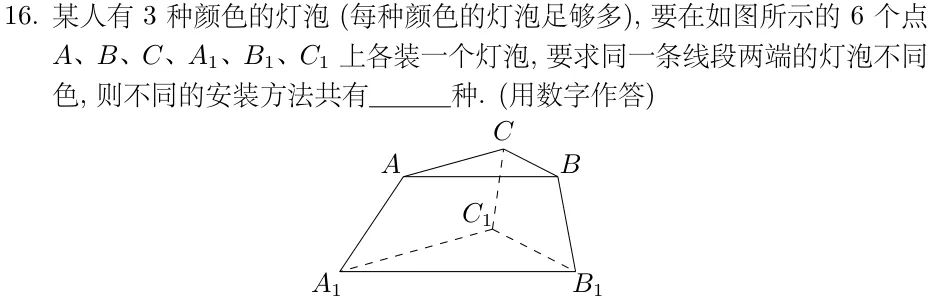 16. 某人有 3 种颜色的灯泡 (每种颜色的灯泡足够多), 要在如图所示的 6 个点
A、B、C、A₁、B₁、C₁ 上各装一个灯泡, 要求同一条线段两端的灯泡不同
色, 则不同的安装方法共有______种. (用数字作答)
C
A
B
C₁
A₁
B₁